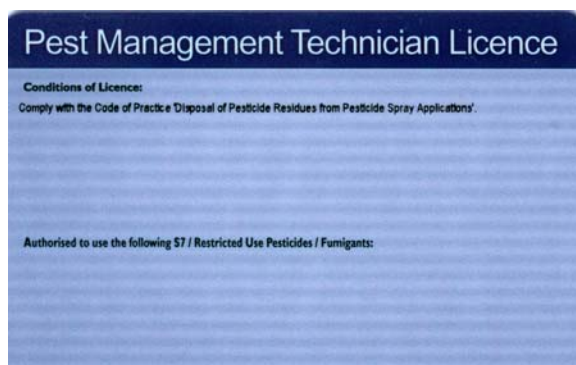 Pest Management Technician Licence
Conditions of Licence:
Comply with the Code of Practice 'Disposal of Pesticide Residues from Pesticide Spray Applications'.
Authorised to use the following S7 / Restricted Use Pesticides / Fumigants: